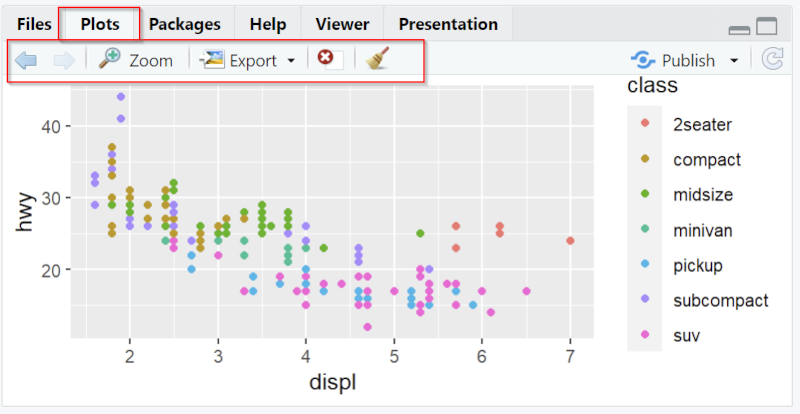 Files Plots Packages Help Viewer Presentation
Zoom Export Publish
class
2seater
compact
midsize
minivan
pickup
subcompact
suv
hwy
40
30
20
2 3 4 5 6 7
displ